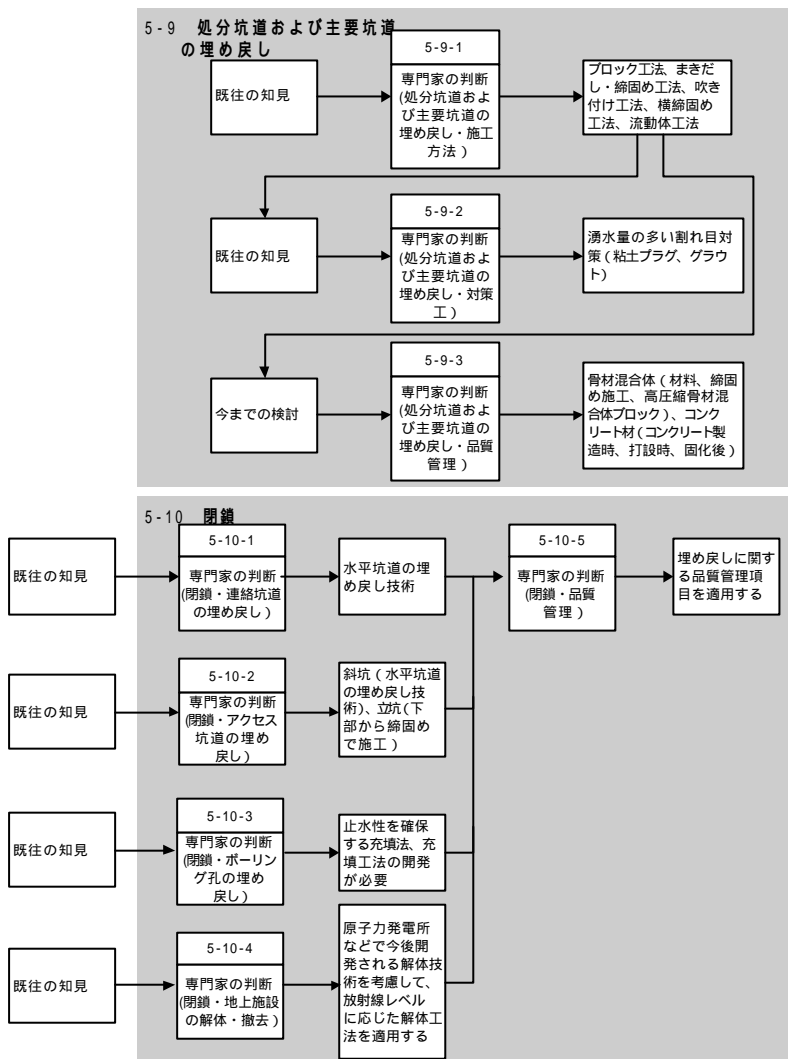 5-9 処分坑道および主要坑道
の埋め戻し
既往の知見
5-9-1
専門家の判断
(処分坑道およ
び主要坑道の
埋め戻し・施工
方法）
ブロック工法、まきだ
し・締固め工法、吹き
付け工法、横締固め
工法、流動体工法
既往の知見
5-9-2
専門家の判断
(処分坑道およ
び主要坑道の
埋め戻し・対策
工）
湧水量の多い割れ目対
策（粘土プラグ、グラウ
ト）
今までの検討
5-9-3
専門家の判断
(処分坑道およ
び主要坑道の
埋め戻し・品質
管理）
骨材混合体（材料、締固
め施工、高圧縮骨材混
合体ブロック）、コンク
リート材（コンクリート製
造時、打設時、固化後）
5-10 閉鎖
既往の知見
5-10-1
専門家の判断
(閉鎖・連絡坑道
の埋め戻し）
水平坑道の埋
め戻し技術
5-10-5
専門家の判断
(閉鎖・品質
管理）
埋め戻しに関す
る品質管理項
目を適用する
既往の知見
5-10-2
専門家の判断
(閉鎖・アクセス
坑道の埋め
戻し）
斜坑（水平坑道
の埋め戻し技
術）、立坑（下
部から締固め
で施工）
既往の知見
5-10-3
専門家の判断
(閉鎖・ボーリン
グ孔の埋め
戻し）
止水性を確保
する充填法、充
填工法の開発
が必要
既往の知見
5-10-4
専門家の判断
(閉鎖・地上施設
の解体・撤去）
原子力発電所
などで今後開
発される解体技
術を考慮して、
放射線レベル
に応じた解体工
法を適用する